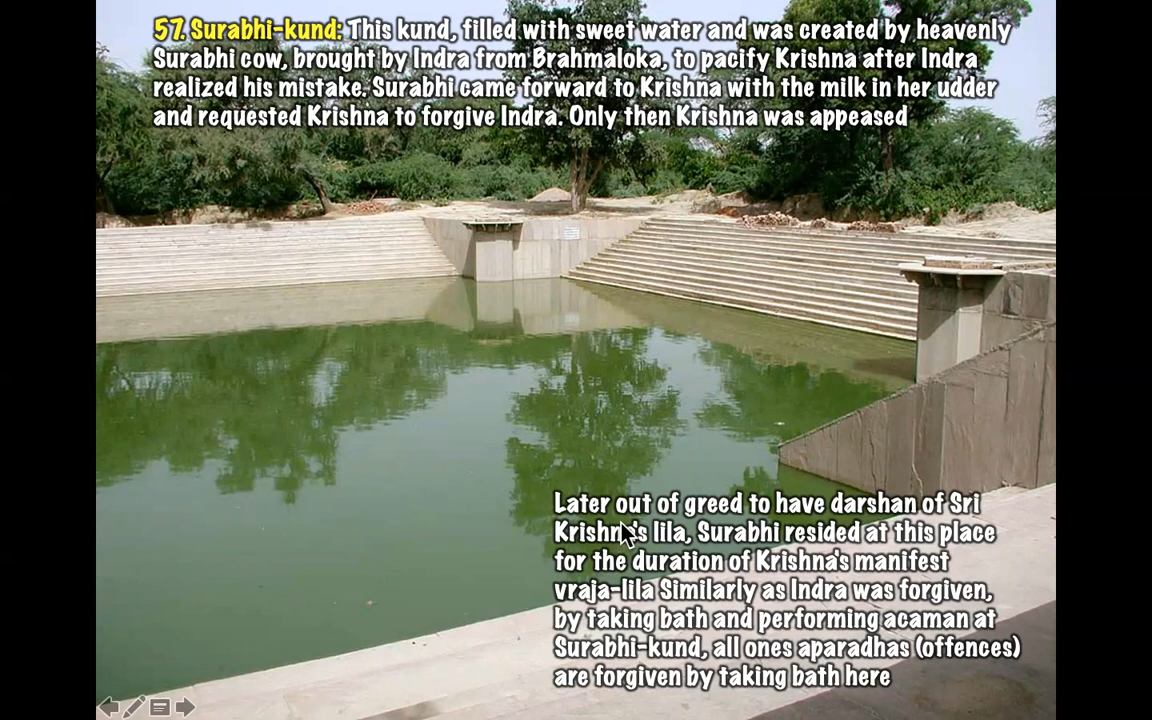 57. Surabhi-kund: This kund, filled with sweet water and was created by heavenly
Surabhi cow, brought by Indra from Brahmaloka, to pacify Krishna after Indra
realized his mistake. Surabhi came forward to Krishna with the milk in her udder
and requested Krishna to forgive Indra. Only then Krishna was appeased
Later out of greed to have darshan of Sri
Krishna's lila, Surabhi resided at this place
for the duration of Krishna's manifest
vraja-lila Similarly as Indra was forgiven,
by taking bath and performing acaman at
Surabhi-kund, all ones aparadhas (offences)
are forgiven by taking bath here